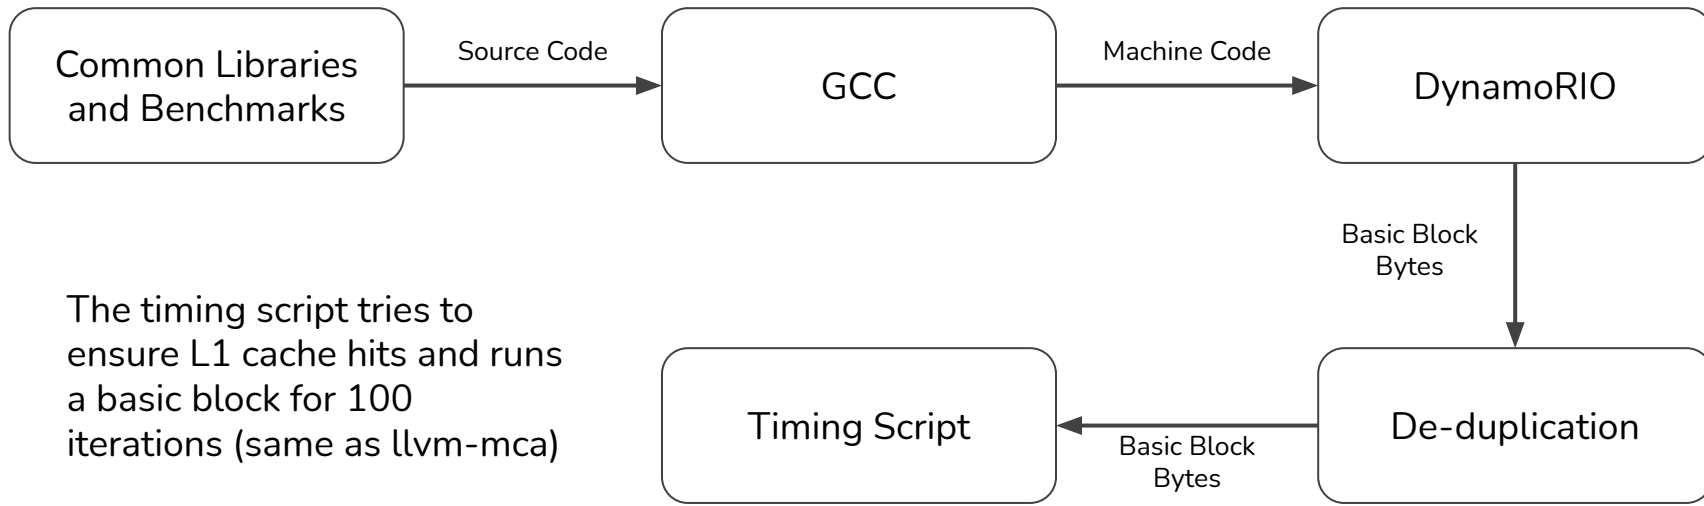 Common Libraries
and Benchmarks
Source Code
GCC
Machine Code
DynamoRIO
Basic Block
Bytes
The timing script tries to
ensure L1 cache hits and runs
a basic block for 100
iterations (same as llvm-mca)
Timing Script
Basic Block
Bytes
De-duplication